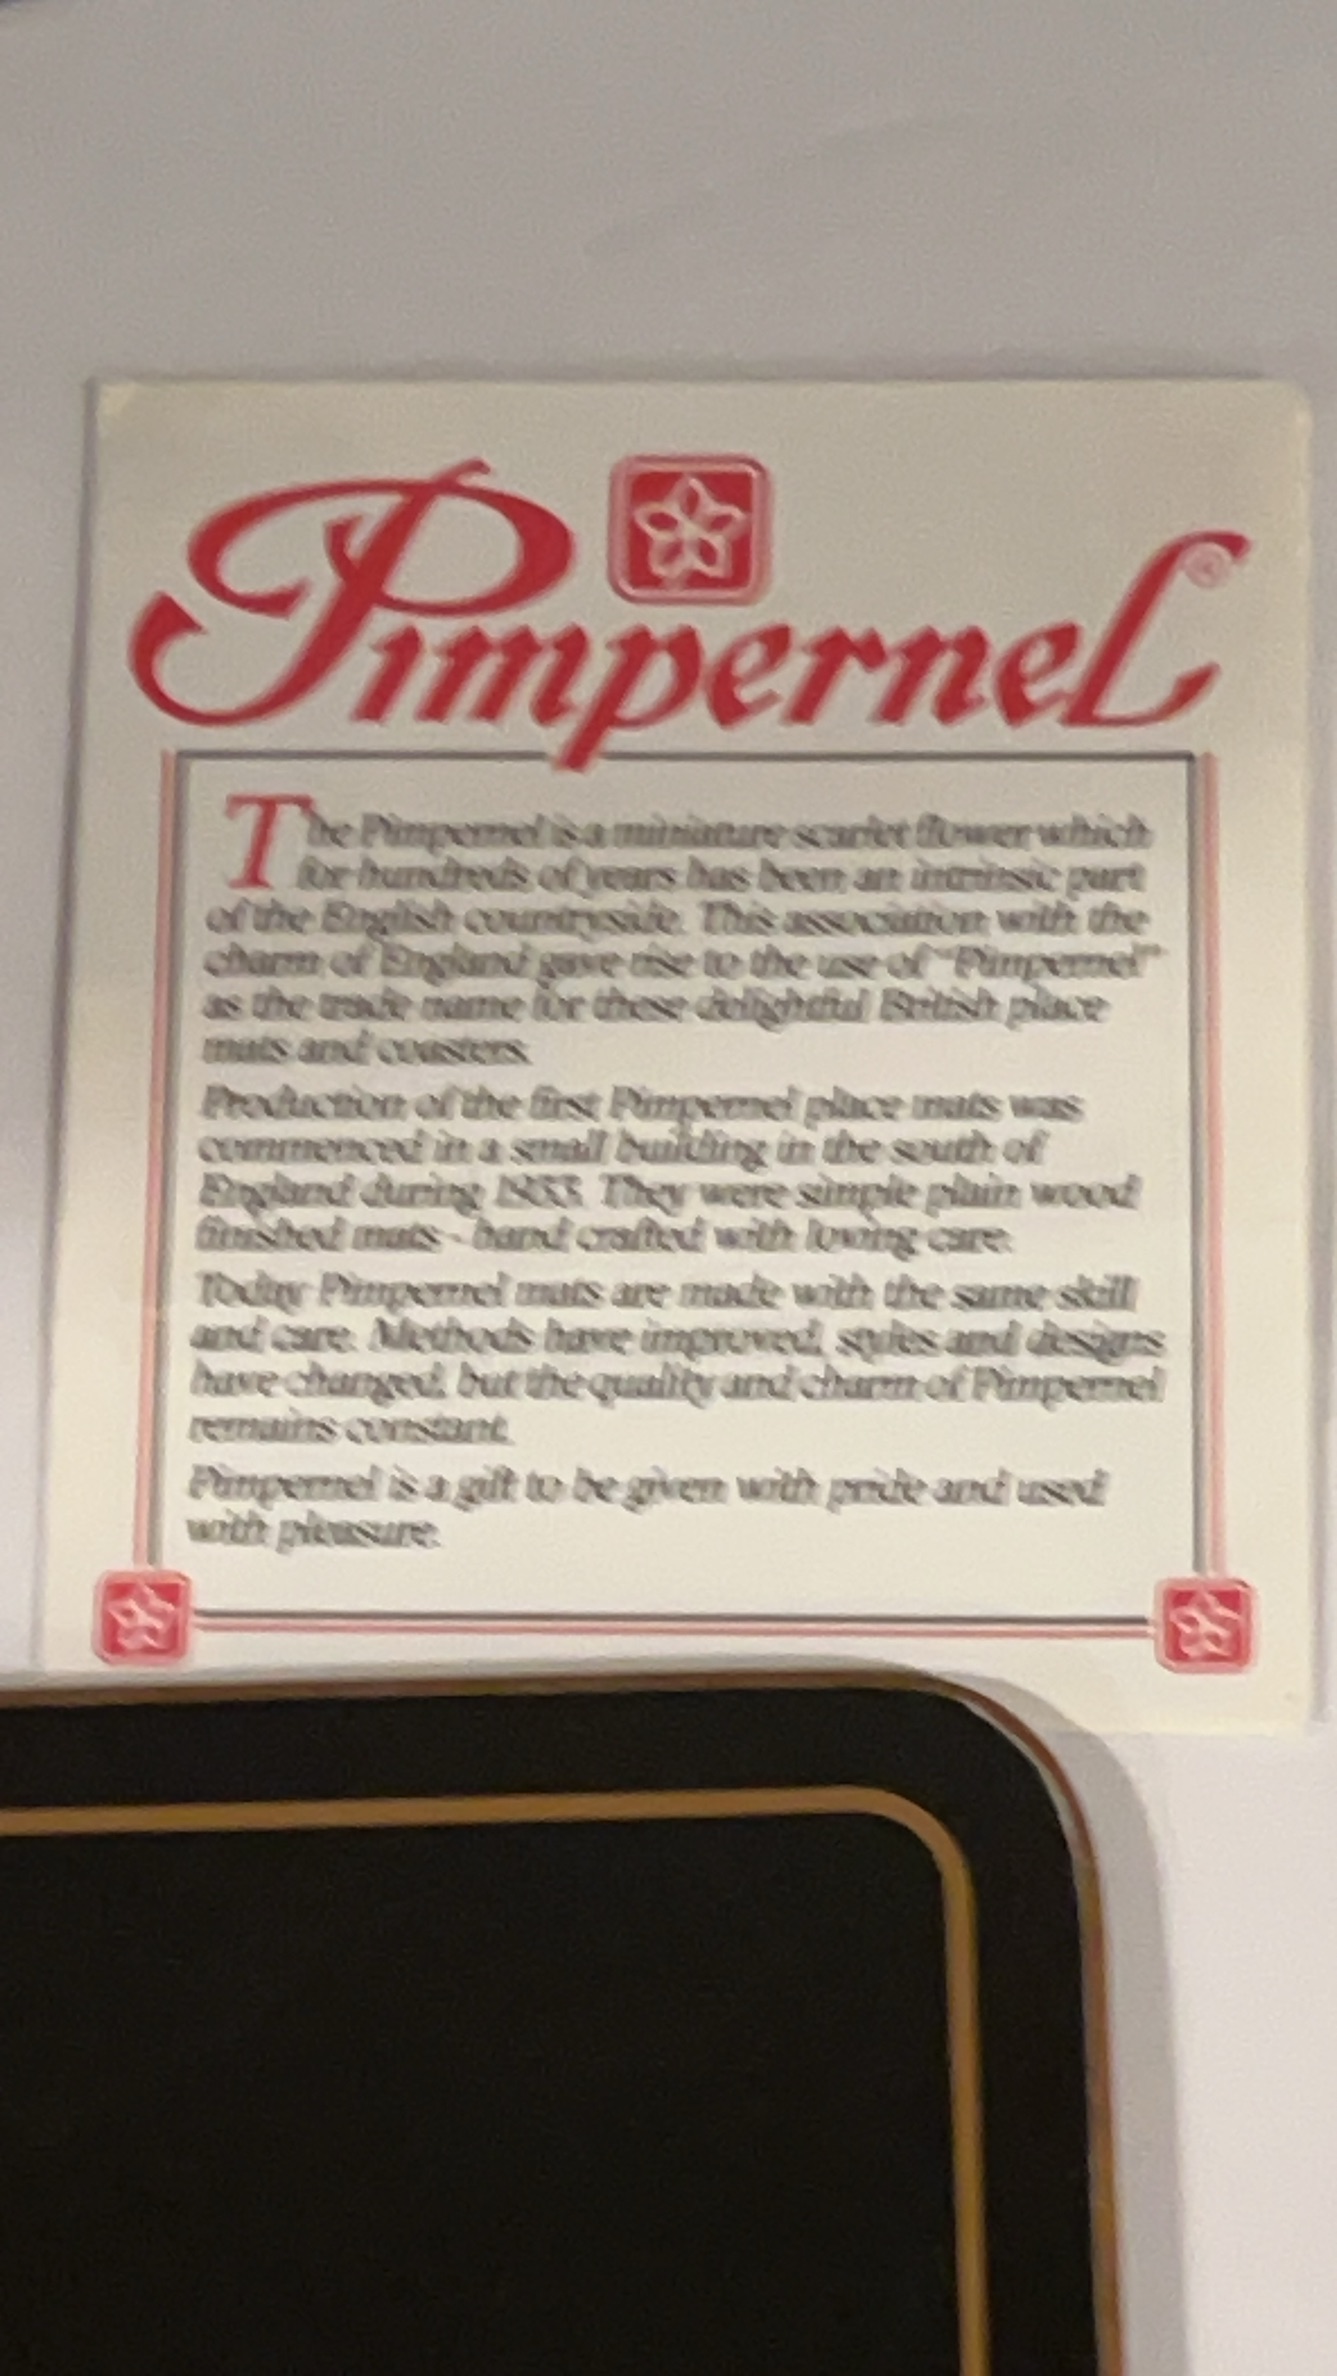 Pimpernel®
The Pimpernel is a miniature scarlet flower which
for hundreds of years has been an intrinsic part
of the English countryside. This association with the
charm of England gave rise to the use of "Pimpernel"
as the trade name for these delightful British place
mats and coasters.
Production of the first Pimpernel place mats was
commenced in a small building in the south of
England during 1933. They were simple plain wood
finished mats - hand crafted with loving care.
Today Pimpernel mats are made with the same skill
and care. Methods have improved, styles and designs
have changed, but the quality and charm of Pimpernel
remains constant.
Pimpernel is a gift to be given with pride and used
with pleasure.